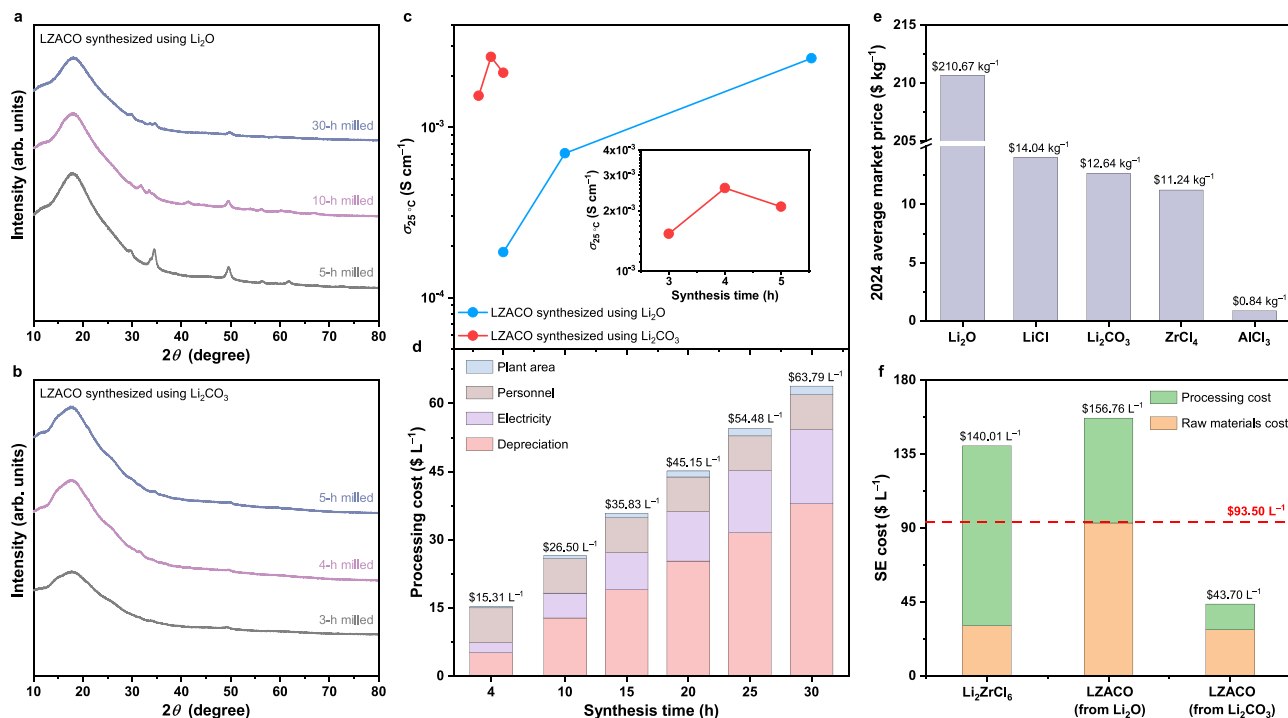 a
LZACO synthesized using Li₂O
30-h milled
10-h milled
5-h milled
Intensity (arb. units)
10 20 30 40 50 60 70 80
2θ (degree)
b
LZACO synthesized using Li₂CO₃
5-h milled
4-h milled
3-h milled
Intensity (arb. units)
10 20 30 40 50 60 70 80
2θ (degree)
c
10⁻³
10⁻⁴
σ₂₅ °C (S cm⁻¹)
4×10⁻³
3×10⁻³
2×10⁻³
10⁻³
σ₂₅ °C (S cm⁻¹)
3 4 5
Synthesis time (h)
LZACO synthesized using Li₂O
LZACO synthesized using Li₂CO₃
d
Plant area
Personnel
Electricity
Depreciation
$15.31 L⁻¹
$26.50 L⁻¹
$35.83 L⁻¹
$45.15 L⁻¹
$54.48 L⁻¹
$63.79 L⁻¹
60
45
30
15
0
Processing cost ($ L⁻¹)
4 10 15 20 25 30
Synthesis time (h)
e
215
210
205
10
5
0
2024 average market price ($ kg⁻¹)
$210.67 kg⁻¹
$14.04 kg⁻¹
$12.64 kg⁻¹
$11.24 kg⁻¹
$0.84 kg⁻¹
Li₂O LiCl Li₂CO₃ ZrCl₄ AlCl₃
f
180
135
90
45
0
SE cost ($ L⁻¹)
Processing cost
Raw materials cost
$140.01 L⁻¹
$156.76 L⁻¹
$93.50 L⁻¹
$43.70 L⁻¹
Li₂ZrCl₆ LZACO LZACO
(from Li₂O) (from Li₂CO₃)